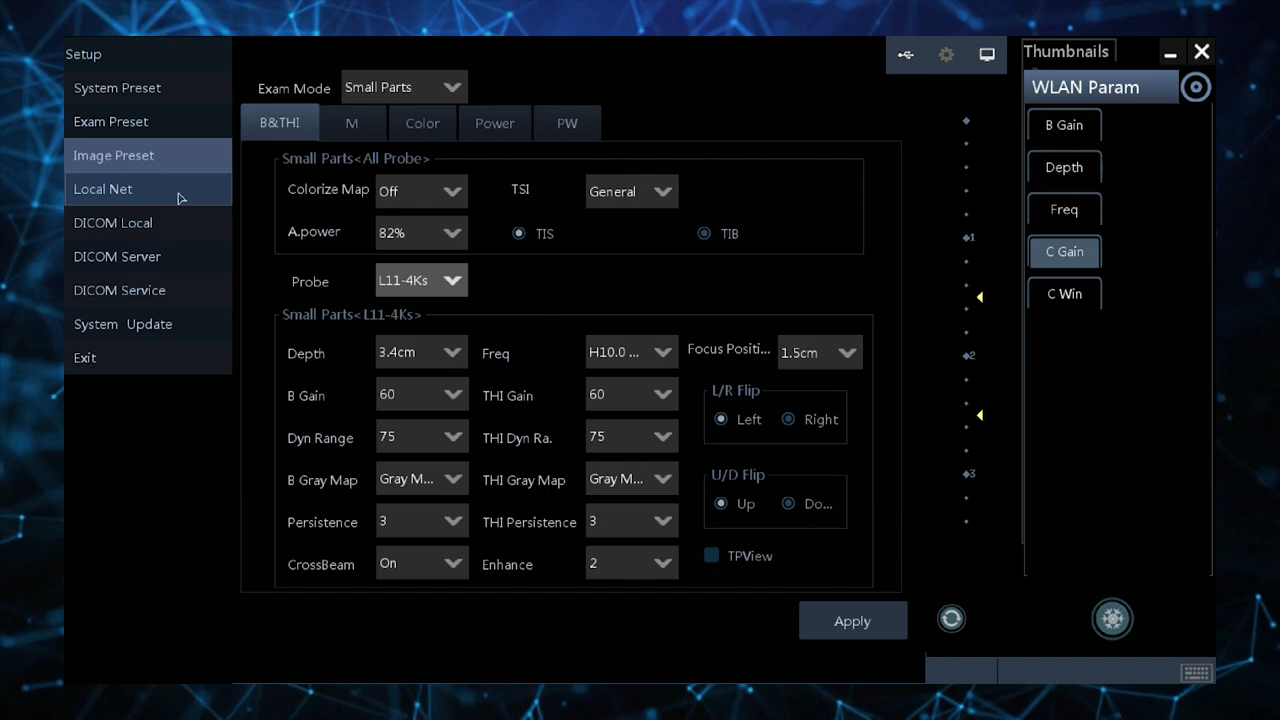 Setup
System Preset
Exam Preset
Image Preset
Local Net
DICOM Local
DICOM Server
DICOM Service
System Update
Exit
Exam Mode Small Parts
B&THI M Color Power PW
Small Parts<All Probe>
Colorize Map Off TSI General
A.power 82% TIS TIB
Probe L11-4Ks
Small Parts<L11-4Ks>
Depth 3.4cm Freq H10.0 ... Focus Positi... 1.5cm
B Gain 60 THI Gain 60
L/R Flip
Left Right
Dyn Range 75 THI Dyn Ra. 75
B Gray Map Gray M... THI Gray Map Gray M...
U/D Flip
Up Do...
Persistence 3 THI Persistence 3
CrossBeam On Enhance 2
TPView
Apply
1
2
3
Thumbnails
WLAN Param
B Gain
Depth
Freq
C Gain
C Win